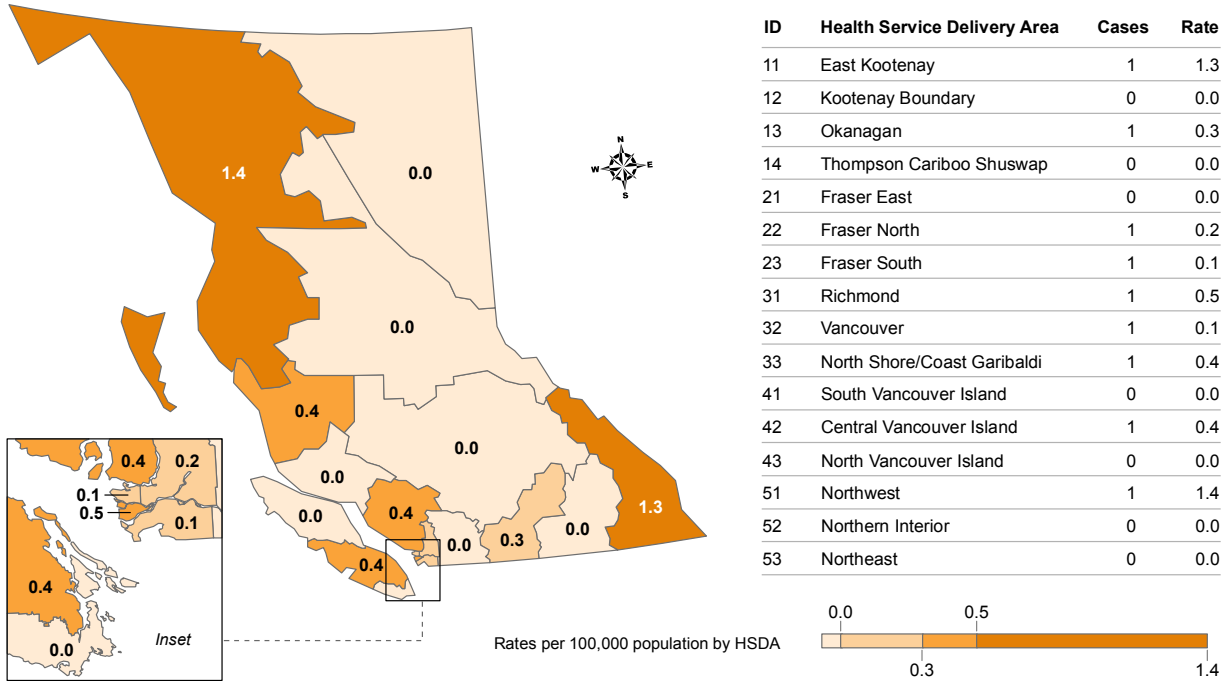 1.4
0.0
0.0
0.4
0.0
0.0
0.0
0.4
0.4
0.0
0.3
0.0
1.3
N
W E
S
0.4 0.2
0.1
0.5
0.1
0.4
0.0
Inset
ID Health Service Delivery Area Cases Rate
11 East Kootenay 1 1.3
12 Kootenay Boundary 0 0.0
13 Okanagan 1 0.3
14 Thompson Cariboo Shuswap 0 0.0
21 Fraser East 0 0.0
22 Fraser North 1 0.2
23 Fraser South 1 0.1
31 Richmond 1 0.5
32 Vancouver 1 0.1
33 North Shore/Coast Garibaldi 1 0.4
41 South Vancouver Island 0 0.0
42 Central Vancouver Island 1 0.4
43 North Vancouver Island 0 0.0
51 Northwest 1 1.4
52 Northern Interior 0 0.0
53 Northeast 0 0.0
Rates per 100,000 population by HSDA
0.0 0.5
0.3 1.4